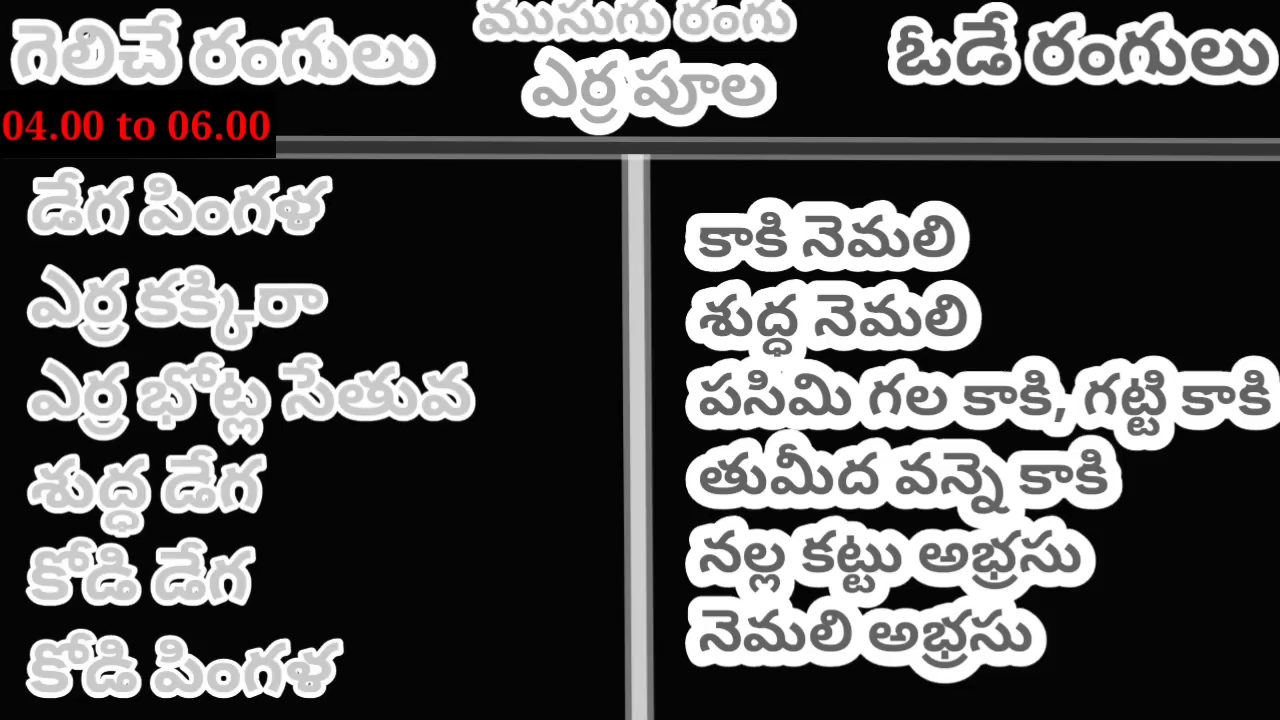 గెలిచే రంగులు
ముసుగు రంగు
ఎర్ర పూల
ఓడే రంగులు
04.00 to 06.00
డేగ పింగళ
ఎర్ర కక్కిరా
ఎర్ర భోట్ల సేతువ
శుద్ధ డేగ
కోడి డేగ
కోడి పింగళ
కాకి నెమలి
శుద్ధ నెమలి
పసిమి గల కాకి, గట్టి కాకి
తుమీద వన్నె కాకి
నల్ల కట్టు అభ్రసు
నెమలి అభ్రసు